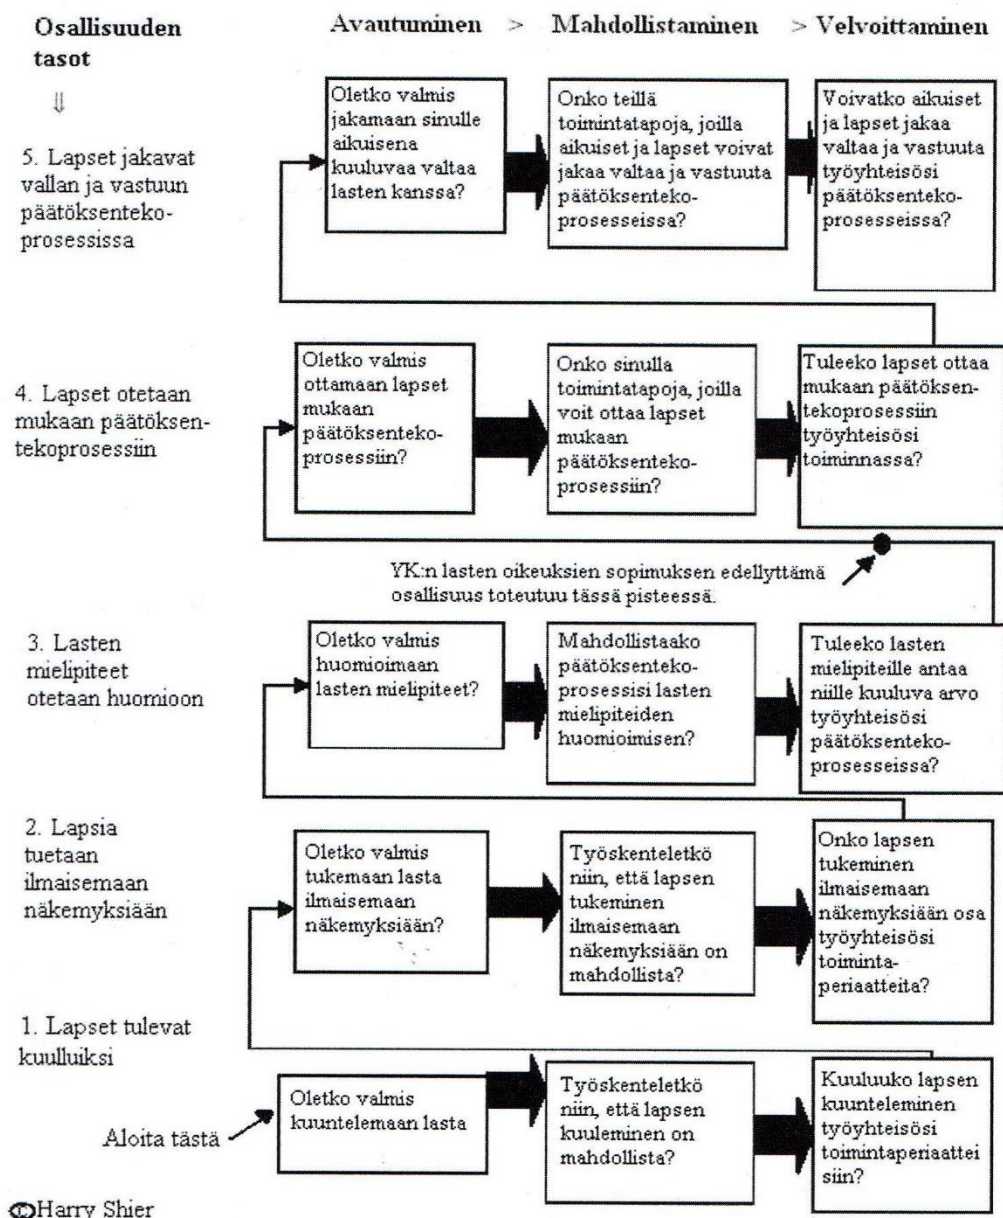 Osallisuuden
tasot
⇓
Avautuminen > Mahdollistaminen > Velvoittaminen
5. Lapset jakavat
vallan ja vastuun
päätöksenteko-
prosessissa
Oletko valmis
jakamaan sinulle
aikuisena
kuuluvaa valtaa
lasten kanssa?
Onko teillä
toimintatapoja, joilla
aikuiset ja lapset voivat
jakaa valtaa ja vastuuta
päätöksenteko-
prosesseissa?
Voivatko aikuiset
ja lapset jakaa
valtaa ja vastuuta
työyhteisösi
päätöksenteko-
prosesseissa?
4. Lapset otetaan
mukaan päätöksen-
tekoprosessiin
Oletko valmis
ottamaan lapset
mukaan
päätöksenteko-
prosessiin?
Onko sinulla
toimintatapoja, joilla
voit ottaa lapset
mukaan
päätöksenteko-
prosessiin?
Tuleeko lapset ottaa
mukaan päätöksen-
tekoprosessiin
työyhteisösi
toiminnassa?
YK:n lasten oikeuksien sopimuksen edellyttämä
osallisuus toteutuu tässä pisteessä.
3. Lasten
mielipiteet
otetaan huomioon
Oletko valmis
huomioimaan
lasten mielipiteet?
Mahdollistaako
päätöksenteko-
prosessisi lasten
mielipiteiden
huomioimisen?
Tuleeko lasten
mielipiteille antaa
niille kuuluva arvo
työyhteisösi
päätöksenteko-
prosesseissa?
2. Lapsia
tuetaan
ilmaisemaan
näkemyksiään
Oletko valmis
tukemaan lasta
ilmaisemaan
näkemyksiään?
Työskenteletkö
niin, että lapsen
tukeminen
ilmaisemaan
näkemyksiään on
mahdollista?
Onko lapsen
tukeminen
ilmaisemaan
näkemyksiään osa
työyhteisösi
toiminta-
periaatteita?
1. Lapset tulevat
kuulluiksi
Aloita tästä
Oletko valmis
kuuntelemaan lasta
Työskenteletkö
niin, että lapsen
kuuleminen on
mahdollista?
Kuuluuko lapsen
kuunteleminen
työyhteisösi
toimintaperiaattei
siin?
©Harry Shier